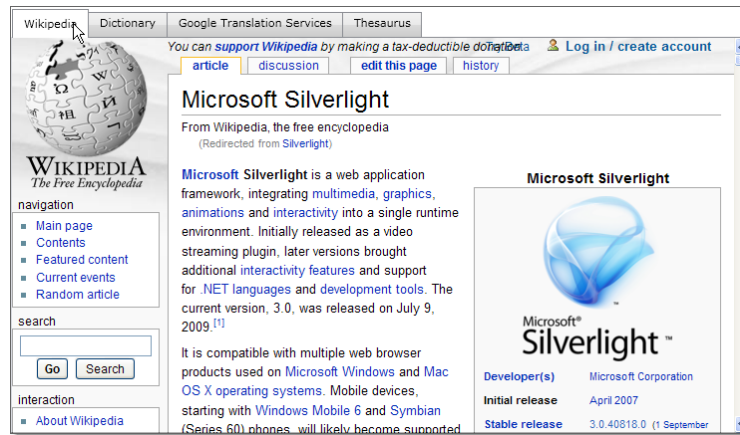 Wikipedia Dictionary Google Translation Services Thesaurus
You can support Wikipedia by making a tax-deductible donation. Try Beta Log in / create account
article discussion edit this page history
Microsoft Silverlight
From Wikipedia, the free encyclopedia
(Redirected from Silverlight)
Microsoft Silverlight is a web application
framework, integrating multimedia, graphics,
animations and interactivity into a single runtime
environment. Initially released as a video
streaming plugin, later versions brought
additional interactivity features and support
for .NET languages and development tools. The
current version, 3.0, was released on July 9,
2009.[1]
It is compatible with multiple web browser
products used on Microsoft Windows and Mac
OS X operating systems. Mobile devices,
starting with Windows Mobile 6 and Symbian
(Series 60) phones, will likely become supported
Microsoft Silverlight
Microsoft®
Silverlight™
Developer(s) Microsoft Corporation
Initial release April 2007
Stable release 3.0.40818.0 (1 September
WIKIPEDIA
The Free Encyclopedia
navigation
Main page
Contents
Featured content
Current events
Random article
search
Go Search
interaction
About Wikipedia